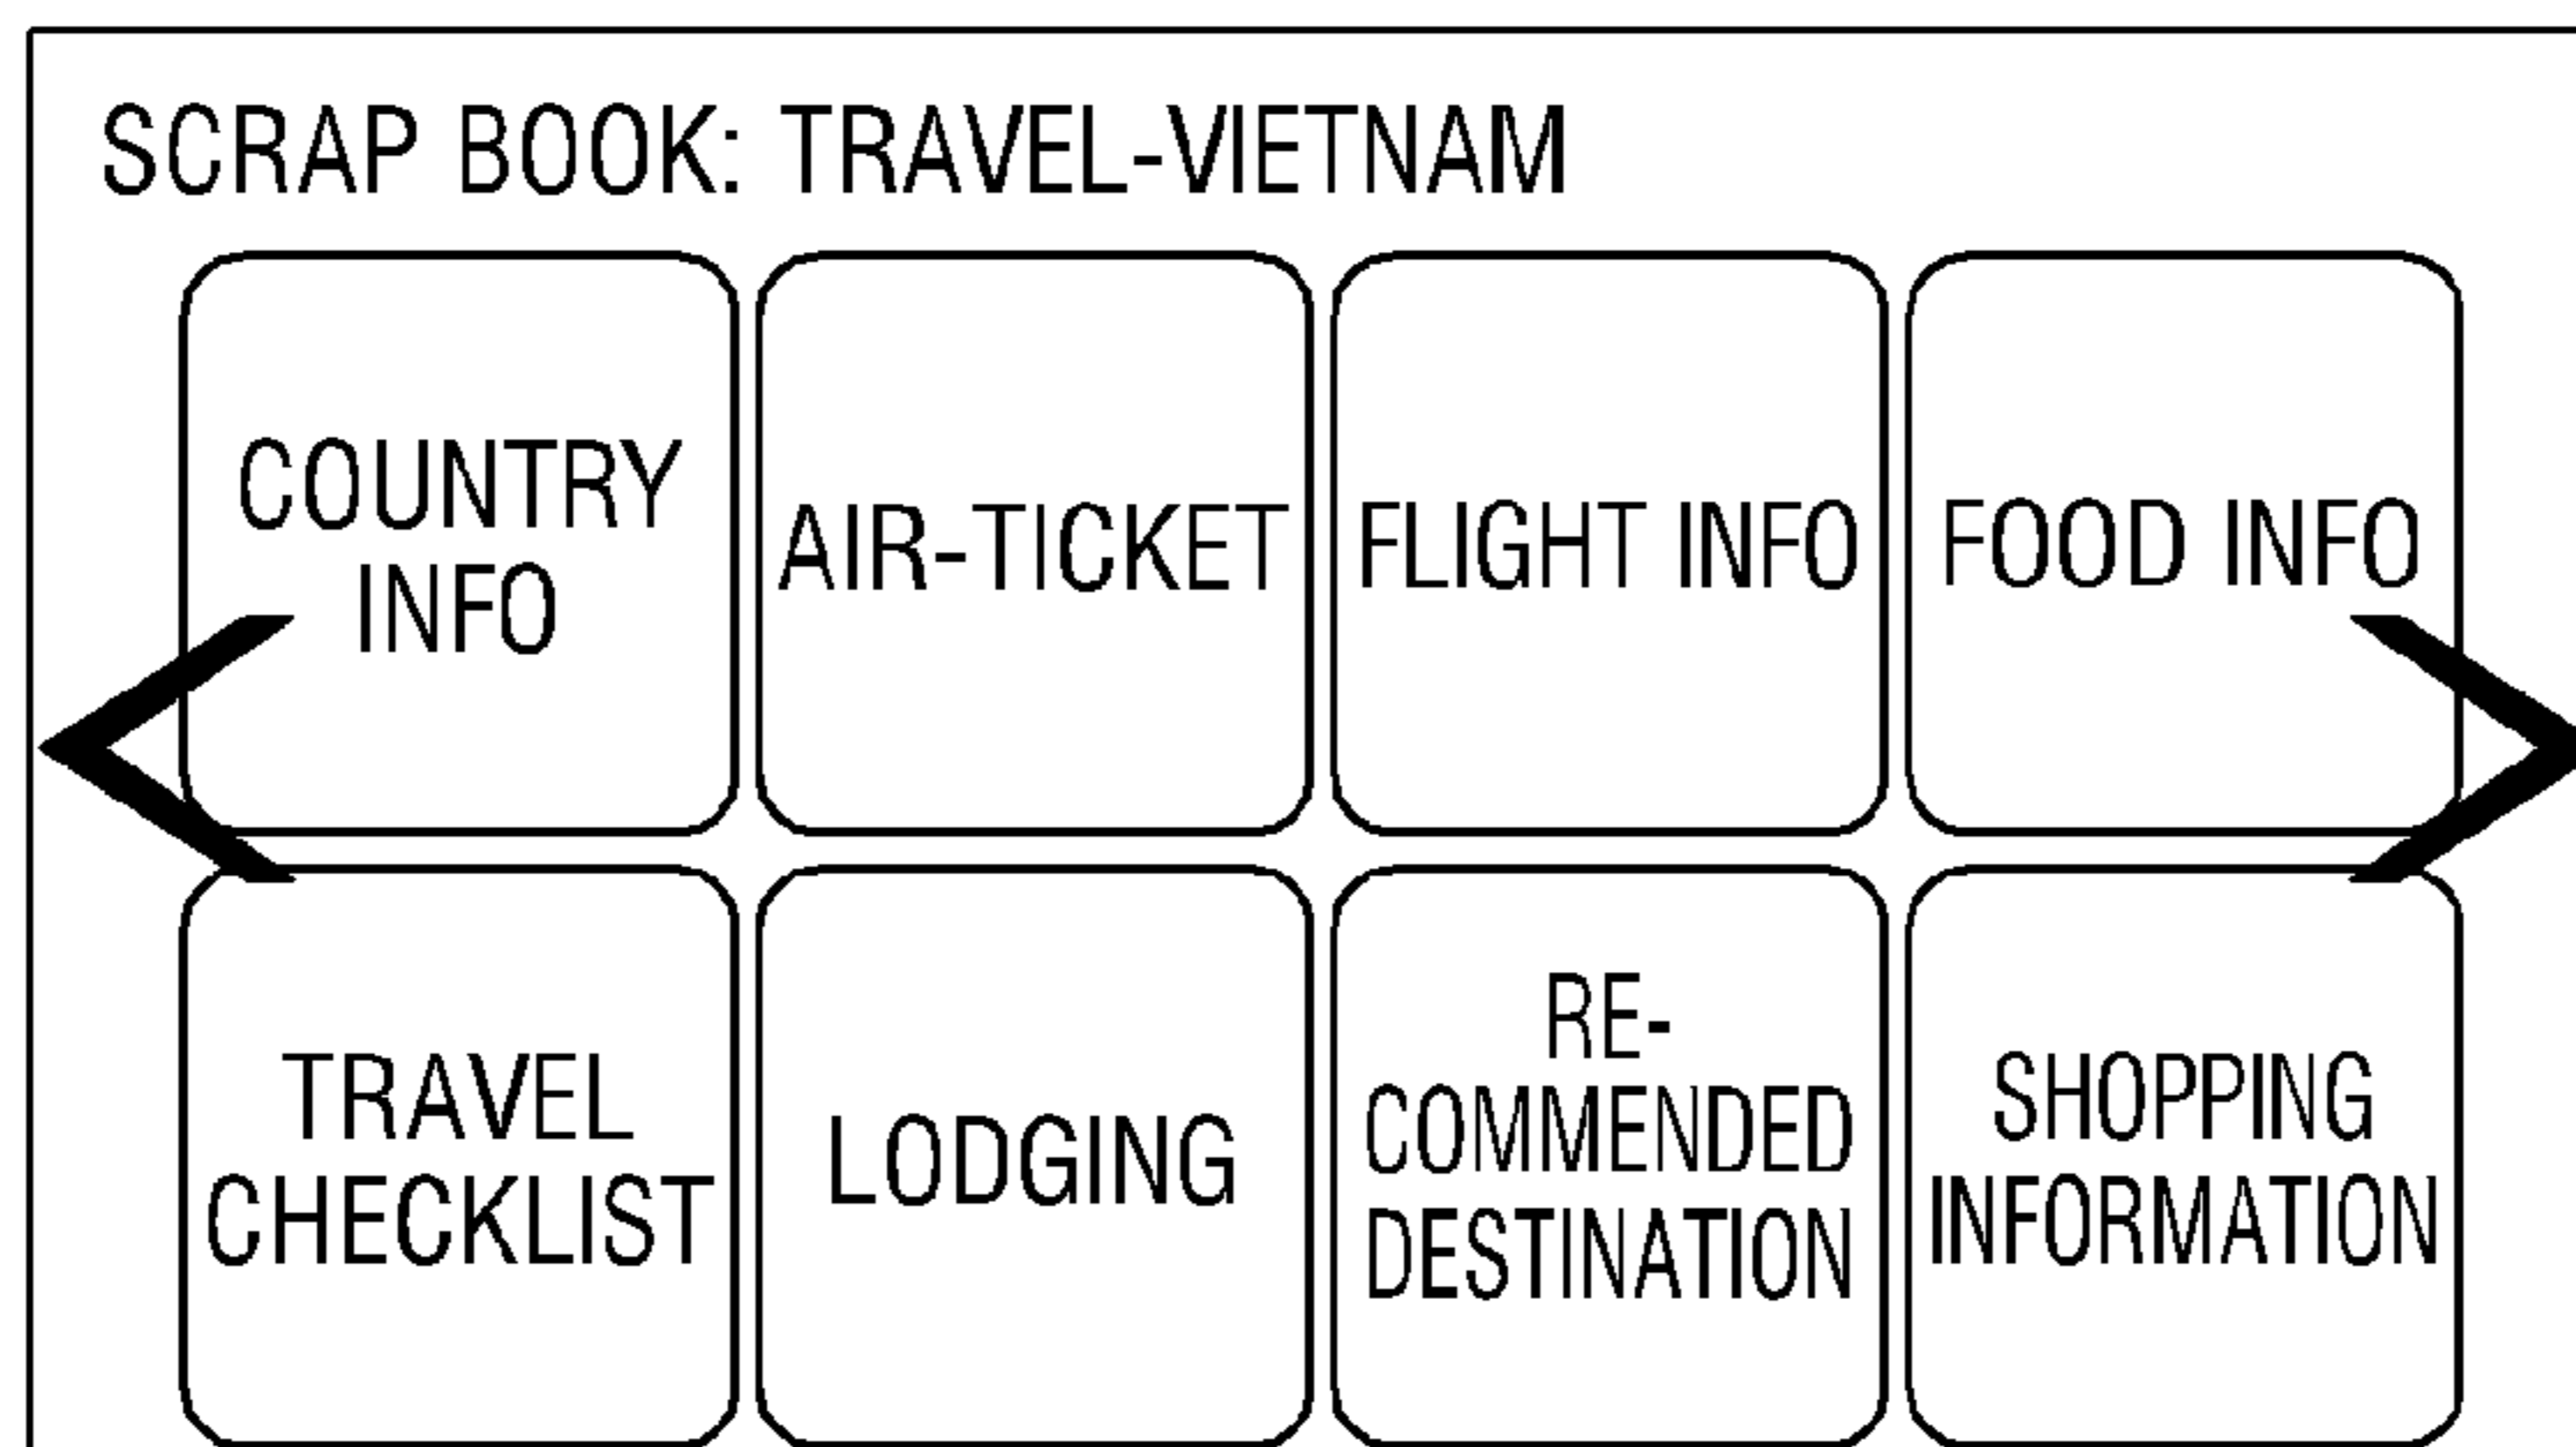 SCRAP BOOK: TRAVEL-VIETNAM
COUNTRY
INFO
AIR-TICKET
FLIGHT INFO
FOOD INFO
TRAVEL
CHECKLIST
LODGING
RE-
COMMENDED
DESTINATION
SHOPPING
INFORMATION